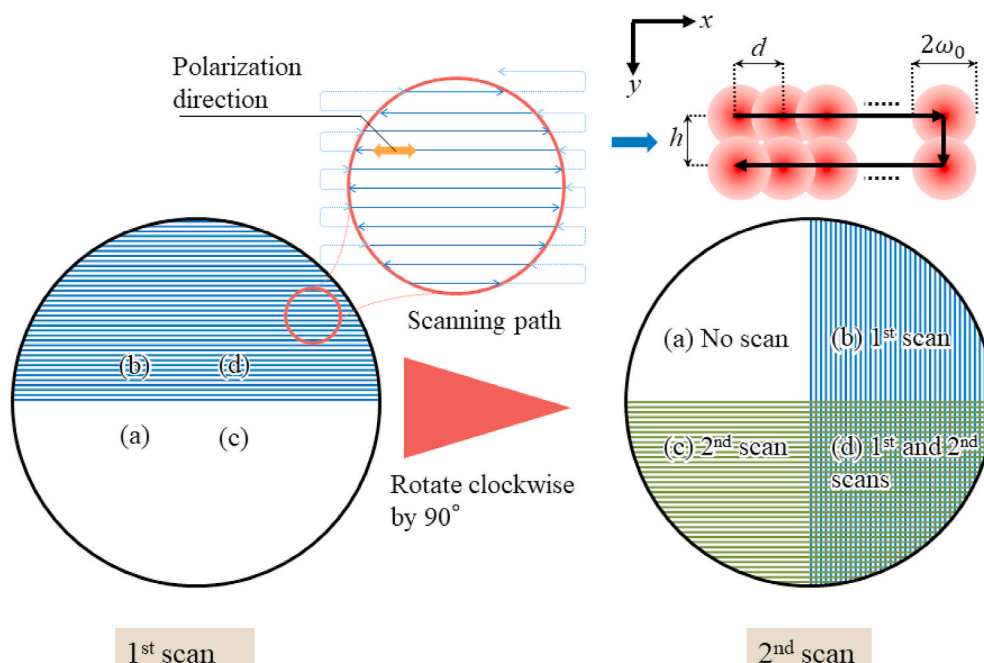 Polarization
direction
x
y
d
2ω₀
h
Scanning path
(b)
(d)
(a)
(c)
Rotate clockwise
by 90°
(a) No scan
(b) 1st scan
(c) 2nd scan
(d) 1st and 2nd
scans
1st scan
2nd scan